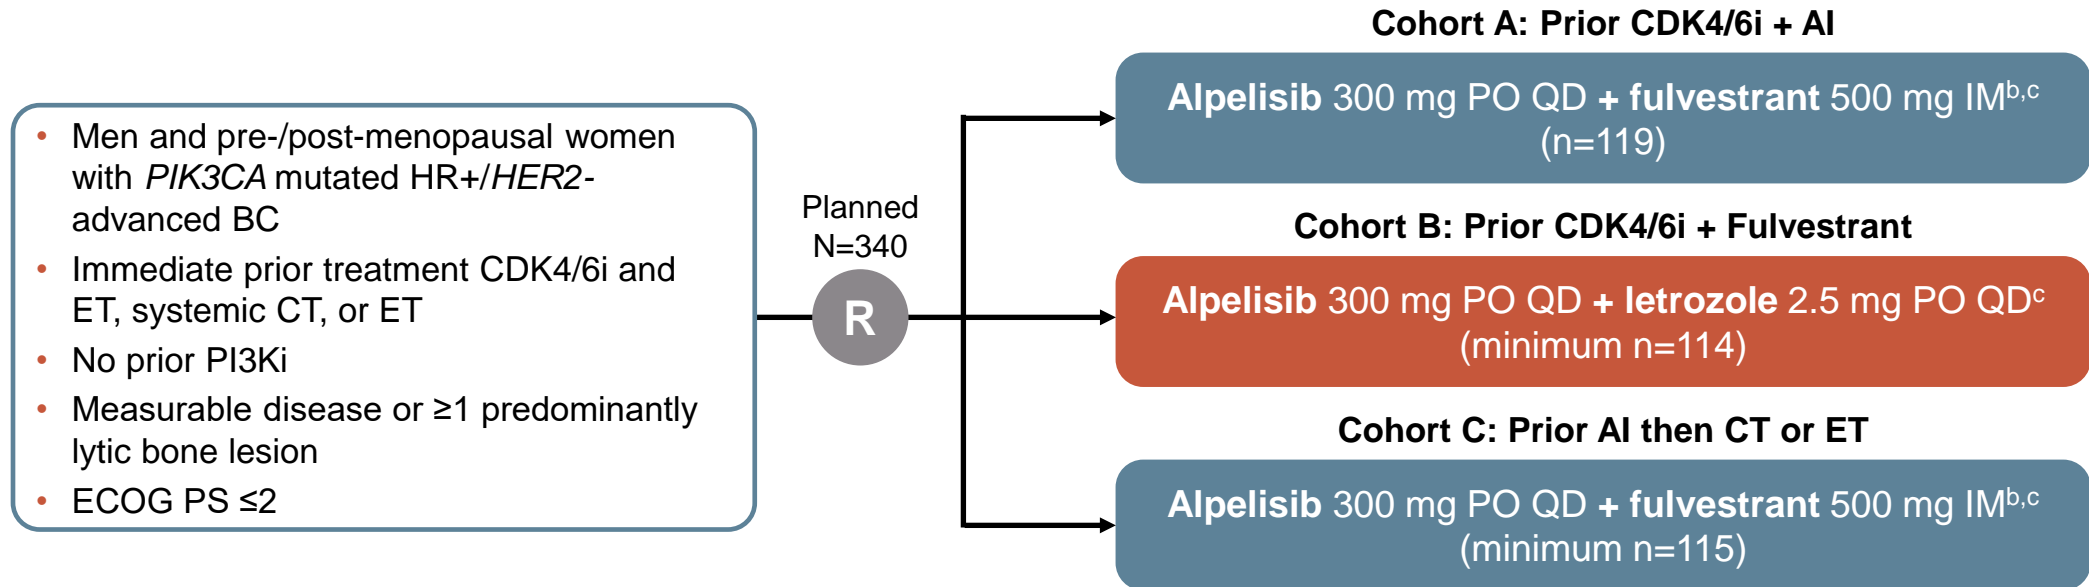 • Men and pre-/post-menopausal women
with PIK3CA mutated HR+/HER2-
advanced BC
• Immediate prior treatment CDK4/6i and
ET, systemic CT, or ET
• No prior PI3Ki
• Measurable disease or ≥1 predominantly
lytic bone lesion
• ECOG PS ≤2
Planned
N=340
R
Cohort A: Prior CDK4/6i + AI
Alpelisib 300 mg PO QD + fulvestrant 500 mg IMb,c
(n=119)
Cohort B: Prior CDK4/6i + Fulvestrant
Alpelisib 300 mg PO QD + letrozole 2.5 mg PO QDc
(minimum n=114)
Cohort C: Prior AI then CT or ET
Alpelisib 300 mg PO QD + fulvestrant 500 mg IMb,c
(minimum n=115)